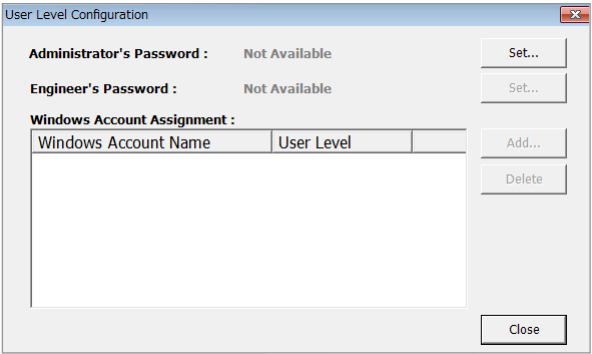 User Level Configuration
Administrator's Password : Not Available Set...
Engineer's Password : Not Available Set...
Windows Account Assignment :
Windows Account Name User Level Add...
Delete
Close